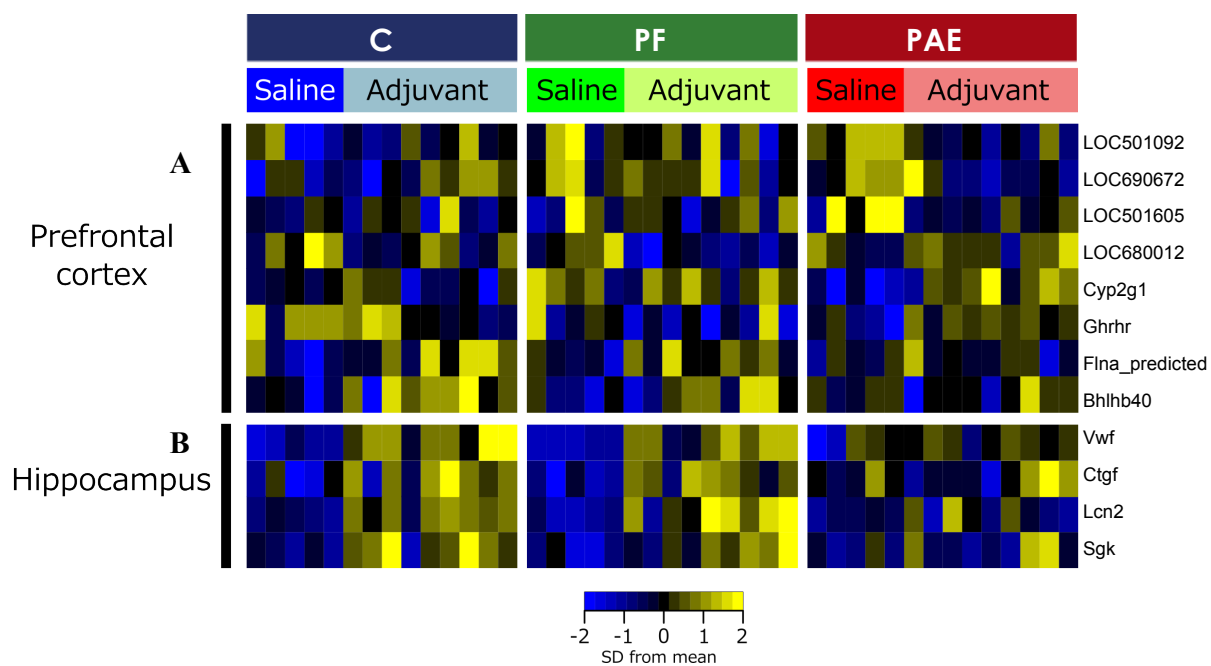 C PF PAE
Saline Adjuvant Saline Adjuvant Saline Adjuvant
A
Prefrontal
cortex
LOC501092
LOC690672
LOC501605
LOC680012
Cyp2g1
Ghrhr
Flna_predicted
Bhlhb40
B
Hippocampus
Vwf
Ctgf
Lcn2
Sgk
-2 -1 0 1 2
SD from mean